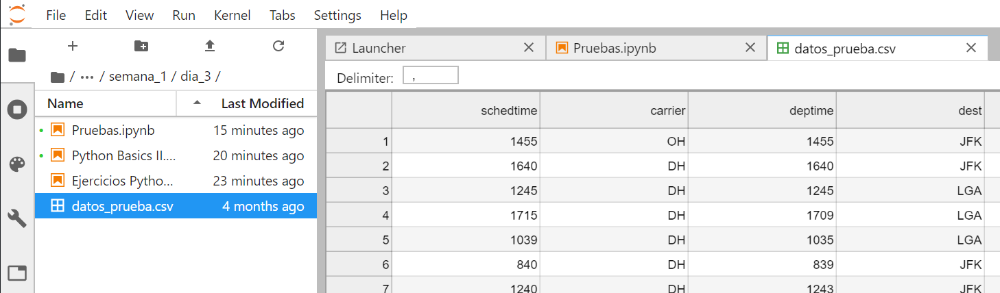 File Edit View Run Kernel Tabs Settings Help
/ ··· / semana_1 / dia_3 /
Name Last Modified
Pruebas.ipynb 15 minutes ago
Python Basics II.... 20 minutes ago
Ejercicios Pytho... 23 minutes ago
datos_prueba.csv 4 months ago
Launcher Pruebas.ipynb datos_prueba.csv
Delimiter: ,
schedtime carrier deptime dest
1 1455 OH 1455 JFK
2 1640 DH 1640 JFK
3 1245 DH 1245 LGA
4 1715 DH 1709 LGA
5 1039 DH 1035 LGA
6 840 DH 839 JFK
7 1240 DH 1243 JFK